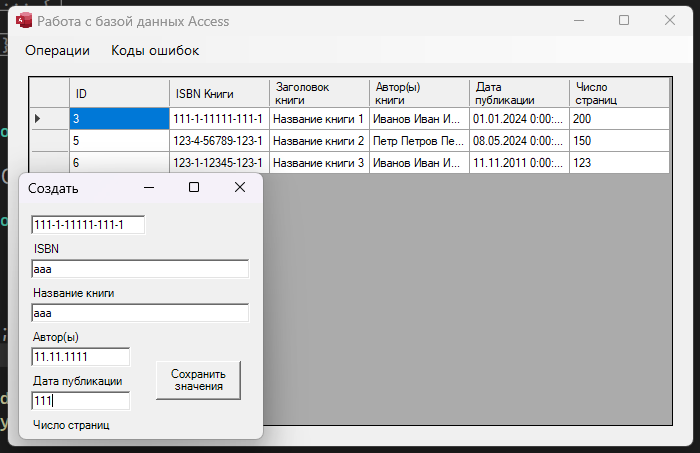 Работа с базой данных Access
Операции Коды ошибок
ID ISBN Книги Заголовок книги Автор(ы) книги Дата публикации Число страниц
3 111-1-11111-111-1 Название книги 1 Иванов Иван И... 01.01.2024 0:00:... 200
5 123-4-56789-123-1 Название книги 2 Петр Петров Пе... 08.05.2024 0:00:... 150
6 123-1-12345-123-1 Название книги 3 Иванов Иван И... 11.11.2011 0:00:... 123
Создать
111-1-11111-111-1
ISBN
aaa
Название книги
aaa
Автор(ы)
11.11.1111
Дата публикации
111
Число страниц
Сохранить
значения